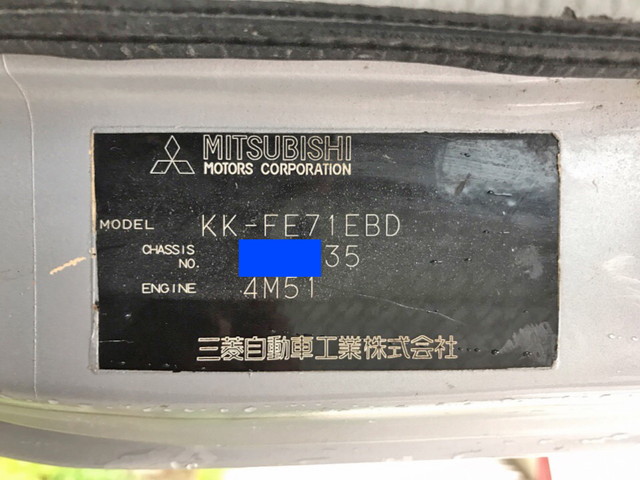 MITSUBISHI
MOTORS CORPORATION
MODEL KK-FE71EBD
CHASSIS NO. 35
ENGINE 4M51
三菱自動車工業株式会社